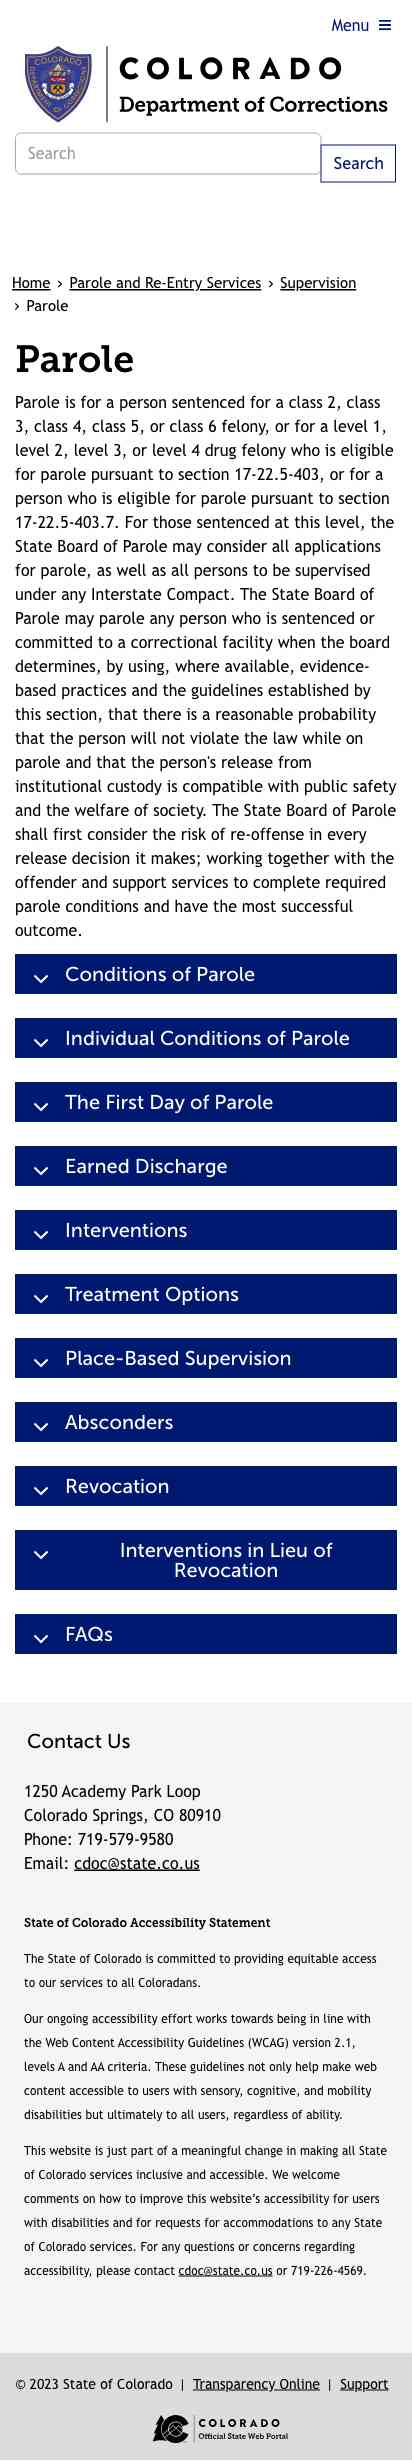 Menu
COLORADO
Department of Corrections
Search
Search
Home › Parole and Re-Entry Services › Supervision
› Parole
Parole
Parole is for a person sentenced for a class 2, class
3, class 4, class 5, or class 6 felony, or for a level 1,
level 2, level 3, or level 4 drug felony who is eligible
for parole pursuant to section 17-22.5-403, or for a
person who is eligible for parole pursuant to section
17-22.5-403.7. For those sentenced at this level, the
State Board of Parole may consider all applications
for parole, as well as all persons to be supervised
under any Interstate Compact. The State Board of
Parole may parole any person who is sentenced or
committed to a correctional facility when the board
determines, by using, where available, evidence-
based practices and the guidelines established by
this section, that there is a reasonable probability
that the person will not violate the law while on
parole and that the person's release from
institutional custody is compatible with public safety
and the welfare of society. The State Board of Parole
shall first consider the risk of re-offense in every
release decision it makes; working together with the
offender and support services to complete required
parole conditions and have the most successful
outcome.
Conditions of Parole
Individual Conditions of Parole
The First Day of Parole
Earned Discharge
Interventions
Treatment Options
Place-Based Supervision
Absconders
Revocation
Interventions in Lieu of
Revocation
FAQs
Contact Us
1250 Academy Park Loop
Colorado Springs, CO 80910
Phone: 719-579-9580
Email: cdoc@state.co.us
State of Colorado Accessibility Statement
The State of Colorado is committed to providing equitable access
to our services to all Coloradans.
Our ongoing accessibility effort works towards being in line with
the Web Content Accessibility Guidelines (WCAG) version 2.1,
levels A and AA criteria. These guidelines not only help make web
content accessible to users with sensory, cognitive, and mobility
disabilities but ultimately to all users, regardless of ability.
This website is just part of a meaningful change in making all State
of Colorado services inclusive and accessible. We welcome
comments on how to improve this website's accessibility for users
with disabilities and for requests for accommodations to any State
of Colorado services. For any questions or concerns regarding
accessibility, please contact cdoc@state.co.us or 719-226-4569.
© 2023 State of Colorado | Transparency Online | Support
COLORADO
Official State Web Portal